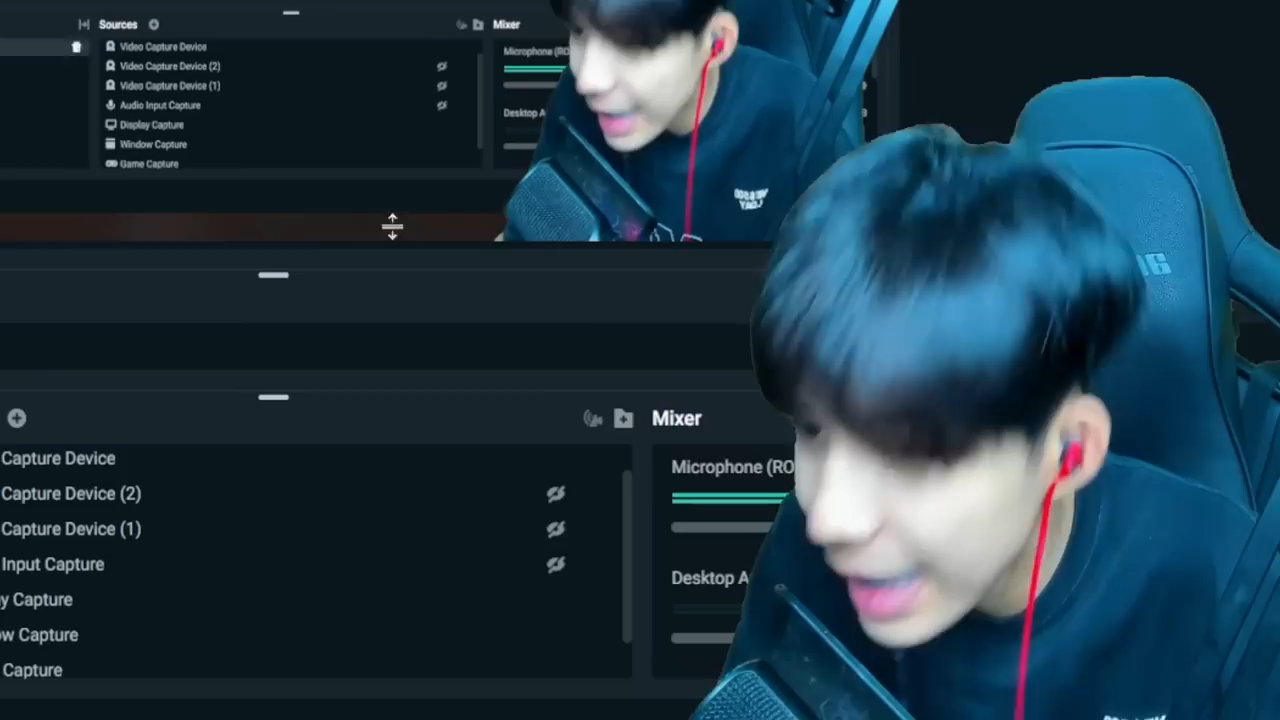 Sources
Mixer
Video Capture Device
Video Capture Device (2)
Video Capture Device (1)
Audio Input Capture
Display Capture
Window Capture
Game Capture
Microphone (RO
Desktop A
Mixer
Capture Device
Capture Device (2)
Capture Device (1)
Input Capture
y Capture
ow Capture
Capture
Microphone (RO
Desktop A